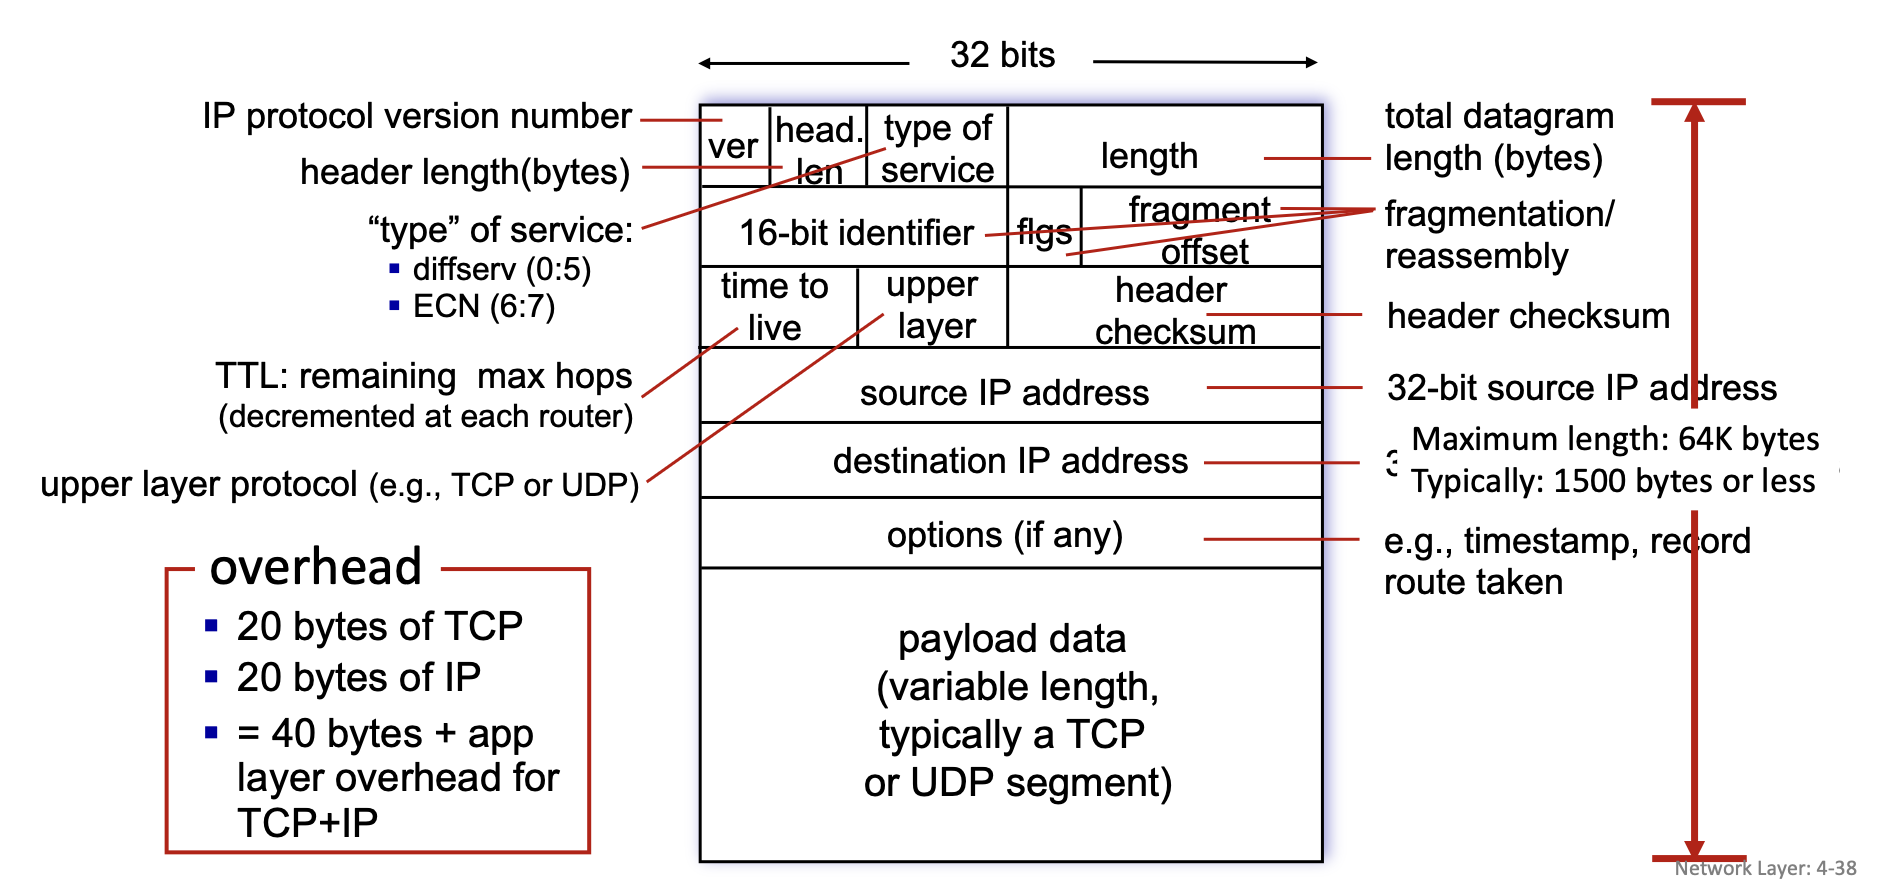 32 bits
IP protocol version number
header length(bytes)
“type” of service:
▪ diffserv (0:5)
▪ ECN (6:7)
TTL: remaining max hops
(decremented at each router)
upper layer protocol (e.g., TCP or UDP)
overhead
▪ 20 bytes of TCP
▪ 20 bytes of IP
▪ = 40 bytes + app
layer overhead for
TCP+IP
ver
head.
len
type of
service
length
16-bit identifier
flgs
fragment
offset
time to
live
upper
layer
header
checksum
source IP address
destination IP address
options (if any)
payload data
(variable length,
typically a TCP
or UDP segment)
total datagram
length (bytes)
fragmentation/
reassembly
header checksum
32-bit source IP address
Maximum length: 64K bytes
Typically: 1500 bytes or less
e.g., timestamp, record
route taken
Network Layer: 4-38